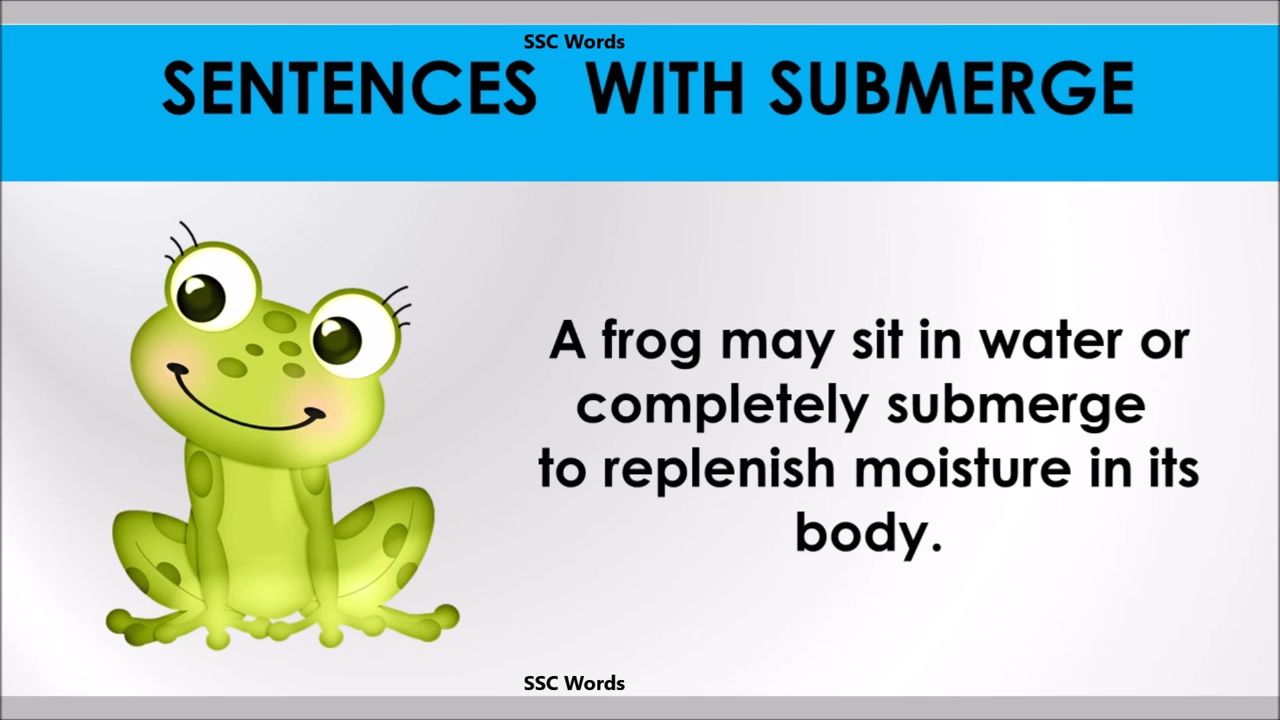 SSC Words
SENTENCES WITH SUBMERGE
A frog may sit in water or
completely submerge
to replenish moisture in its
body.
SSC Words